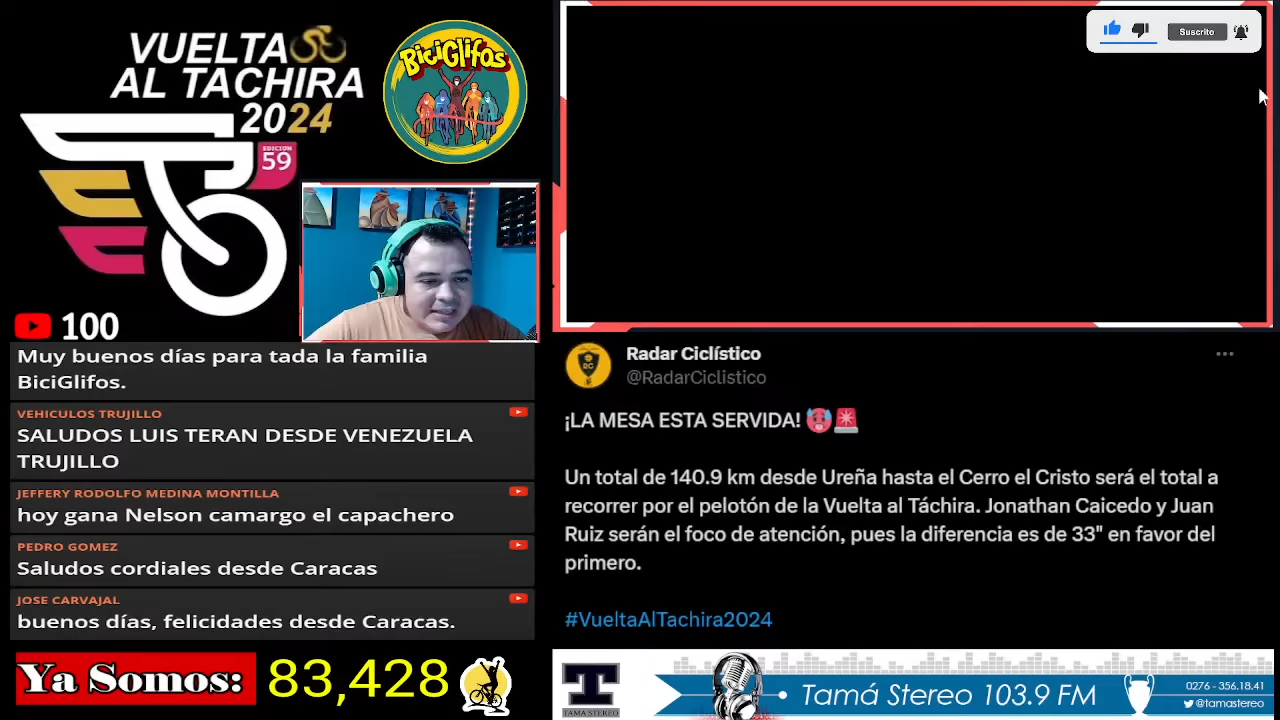 VUELTA
AL TACHIRA
2024
EDICION
59
BiciGlifos
100
Muy buenos días para tada la familia
BiciGlifos.
VEHICULOS TRUJILLO
SALUDOS LUIS TERAN DESDE VENEZUELA
TRUJILLO
JEFFERY RODOLFO MEDINA MONTILLA
hoy gana Nelson camargo el capachero
PEDRO GOMEZ
Saludos cordiales desde Caracas
JOSE CARVAJAL
buenos días, felicidades desde Caracas.
Ya Somos: 83,428
Suscrito
RC
Radar Ciclístico
@RadarCiclistico
¡LA MESA ESTA SERVIDA! 🥵🚨
Un total de 140.9 km desde Ureña hasta el Cerro el Cristo será el total a
recorrer por el pelotón de la Vuelta al Táchira. Jonathan Caicedo y Juan
Ruiz serán el foco de atención, pues la diferencia es de 33" en favor del
primero.
#VueltaAlTachira2024
T
TAMA STEREO
Tamá Stereo 103.9 FM
0276 - 356.18.41
@tamastereo